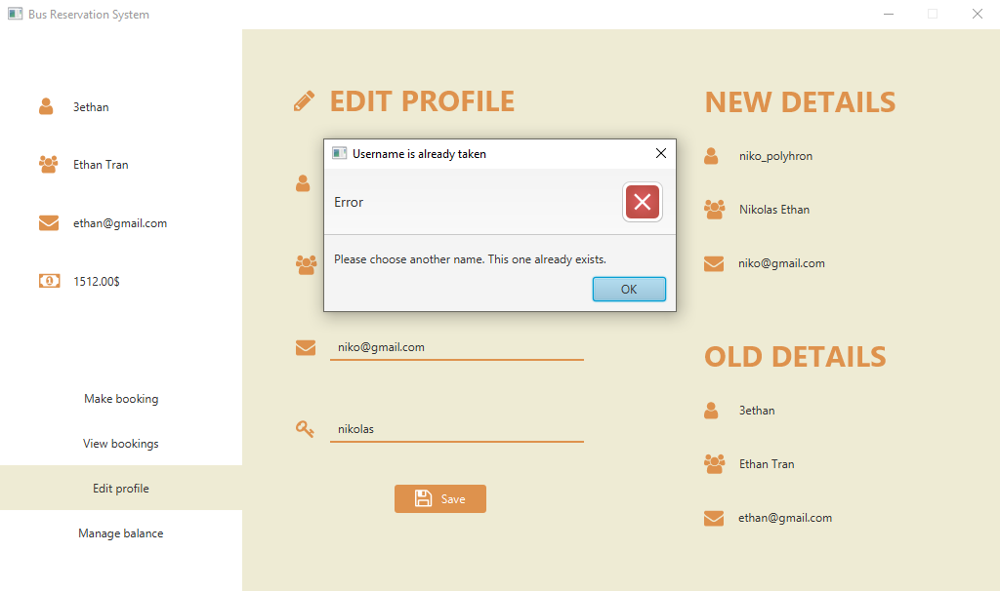 Bus Reservation System
3ethan
Ethan Tran
ethan@gmail.com
1512.00$
Make booking
View bookings
Edit profile
Manage balance
EDIT PROFILE
Username is already taken
Error
Please choose another name. This one already exists.
OK
niko@gmail.com
nikolas
Save
NEW DETAILS
niko_polyhron
Nikolas Ethan
niko@gmail.com
OLD DETAILS
3ethan
Ethan Tran
ethan@gmail.com